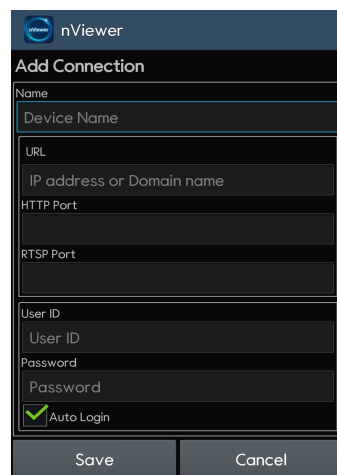 nViewer nViewer
Add Connection
Name
Device Name
URL
IP address or Domain name
HTTP Port
RTSP Port
User ID
User ID
Password
Password
Auto Login
Save Cancel